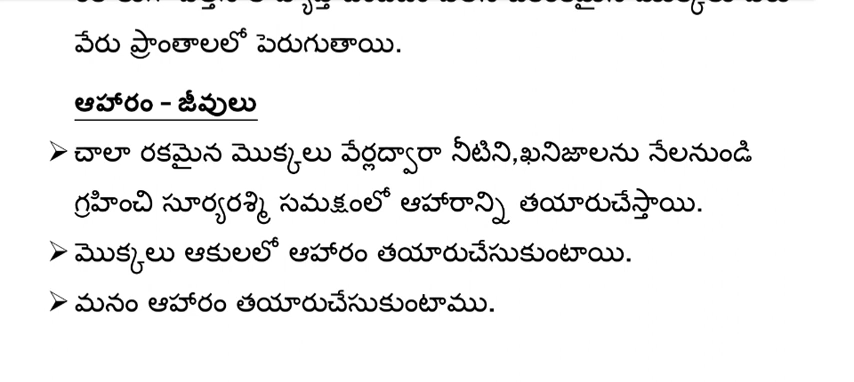 వేరు ప్రాంతాలలో పెరుగుతాయి.
ఆహారం - జీవులు
➢ చాలా రకమైన మొక్కలు వేర్లద్వారా నీటిని,ఖనిజాలను నేలనుండి
గ్రహించి సూర్యరశ్మి సమక్షంలో ఆహారాన్ని తయారుచేస్తాయి.
➢ మొక్కలు ఆకులలో ఆహారం తయారుచేసుకుంటాయి.
➢ మనం ఆహారం తయారుచేసుకుంటాము.